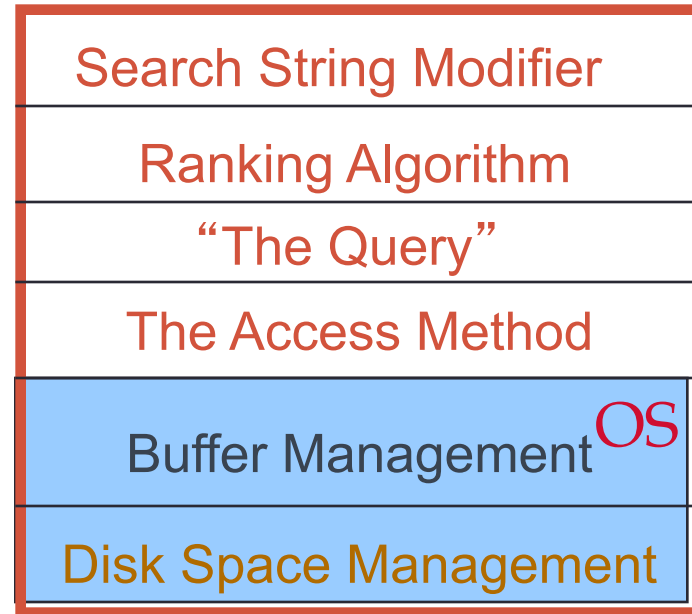 Search String Modifier
Ranking Algorithm
“The Query”
The Access Method
Buffer Management OS
Disk Space Management